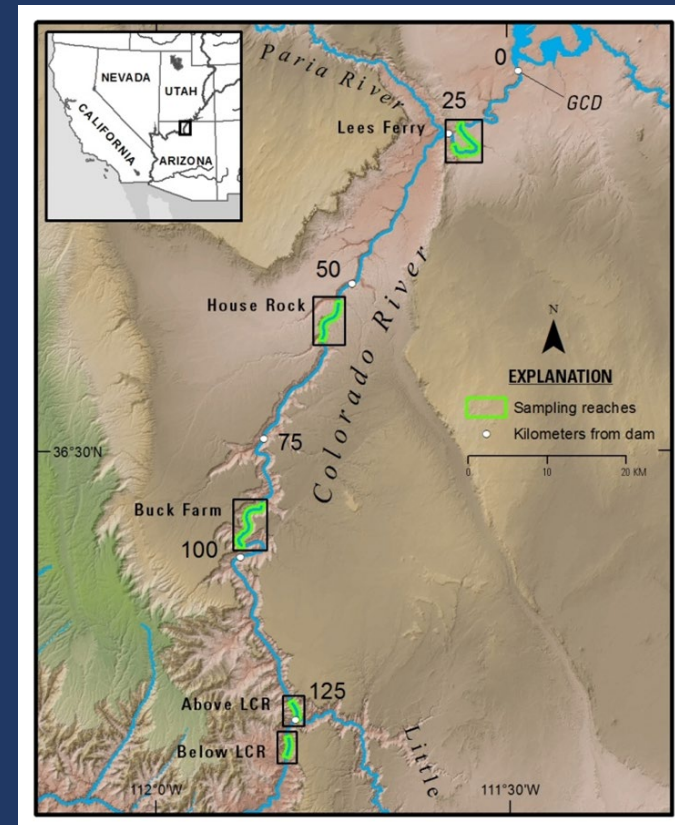 NEVADA
UTAH
CALIFORNIA
ARIZONA
Paria River
0
GCD
25
Lees Ferry
50
House Rock
Colorado River
N
EXPLANATION
Sampling reaches
Kilometers from dam
0 10 20 KM
36°30'N
75
Buck Farm
100
Above LCR
125
Below LCR
Little
112°0'W
111°30'W